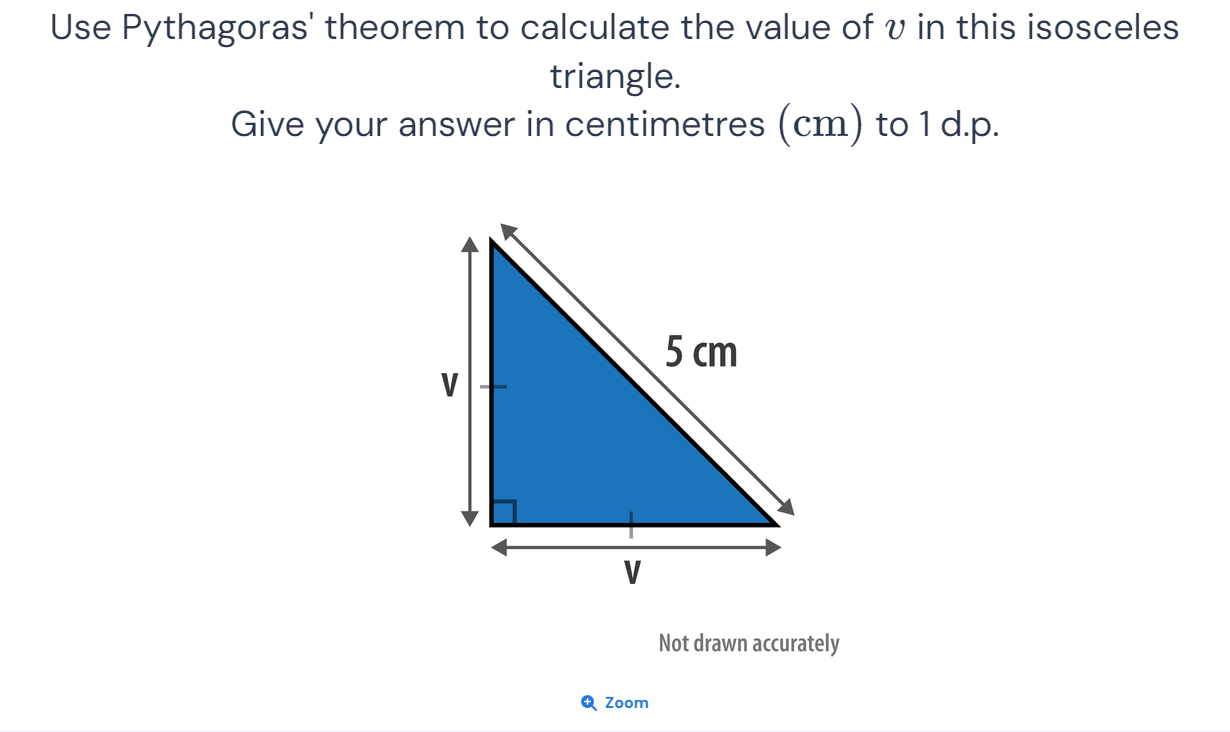 Use Pythagoras' theorem to calculate the value of v in this isosceles
triangle.
Give your answer in centimetres (cm) to 1 d.p.
5 cm
v
v
Not drawn accurately
Zoom